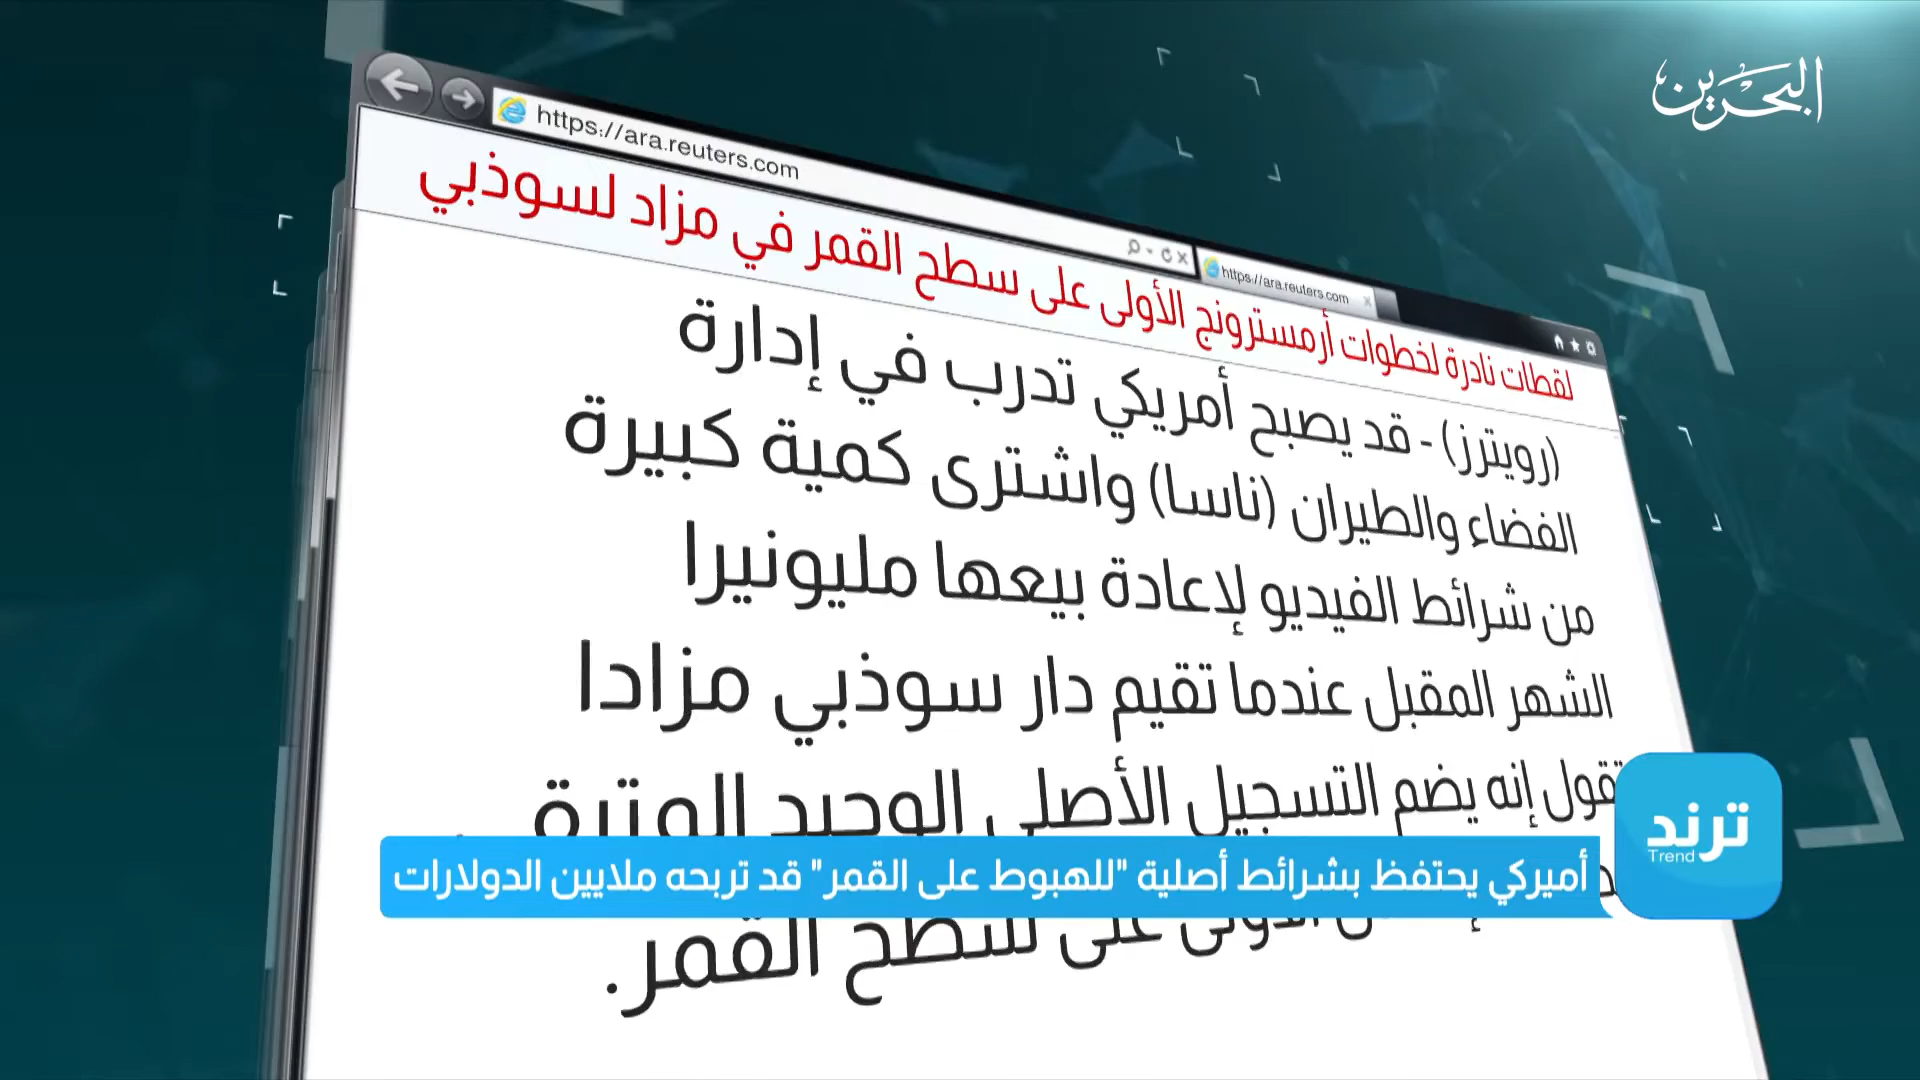 البحرين
https://ara.reuters.com
https://ara.reuters.com
لقطات نادرة لخطوات أرمسترونج الأولى على سطح القمر في مزاد لسوذبي
(رويترز) - قد يصبح أمريكي تدرب في إدارة
الفضاء والطيران (ناسا) واشترى كمية كبيرة
من شرائط الفيديو لإعادة بيعها مليونيرا
الشهر المقبل عندما تقيم دار سوذبي مزادا
تقول إنه يضم التسجيل الأصلي الوحيد
على سطح القمر.
ترند
Trend
أميركي يحتفظ بشرائط أصلية "للهبوط على القمر" قد تربحه ملايين الدولارات